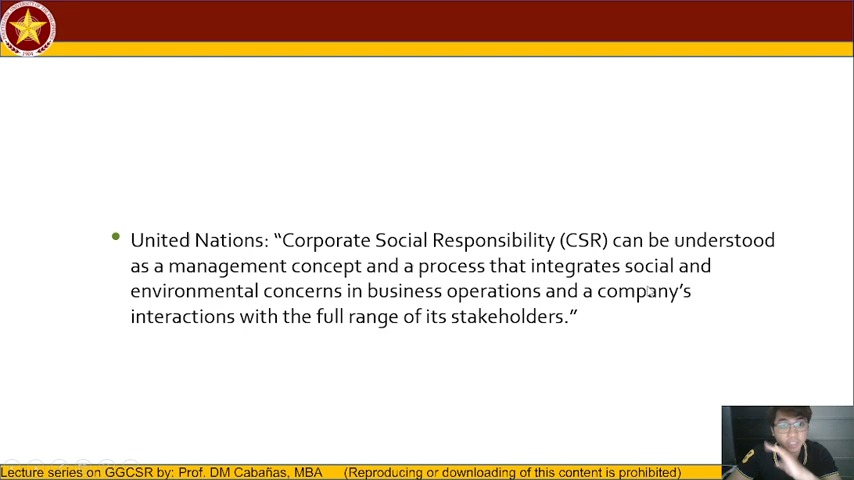 United Nations: “Corporate Social Responsibility (CSR) can be understood
as a management concept and a process that integrates social and
environmental concerns in business operations and a company’s
interactions with the full range of its stakeholders.”
Lecture series on GGCSR by: Prof. DM Cabañas, MBA (Reproducing or downloading of this content is prohibited)